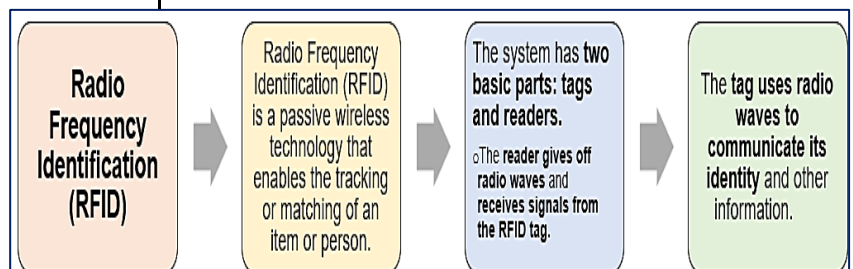 Radio
Frequency
Identification
(RFID)
Radio Frequency
Identification (RFID)
is a passive wireless
technology that
enables the tracking
or matching of an
item or person.
The system has two
basic parts: tags
and readers.
oThe reader gives off
radio waves and
receives signals from
the RFID tag.
The tag uses radio
waves to
communicate its
identity and other
information.